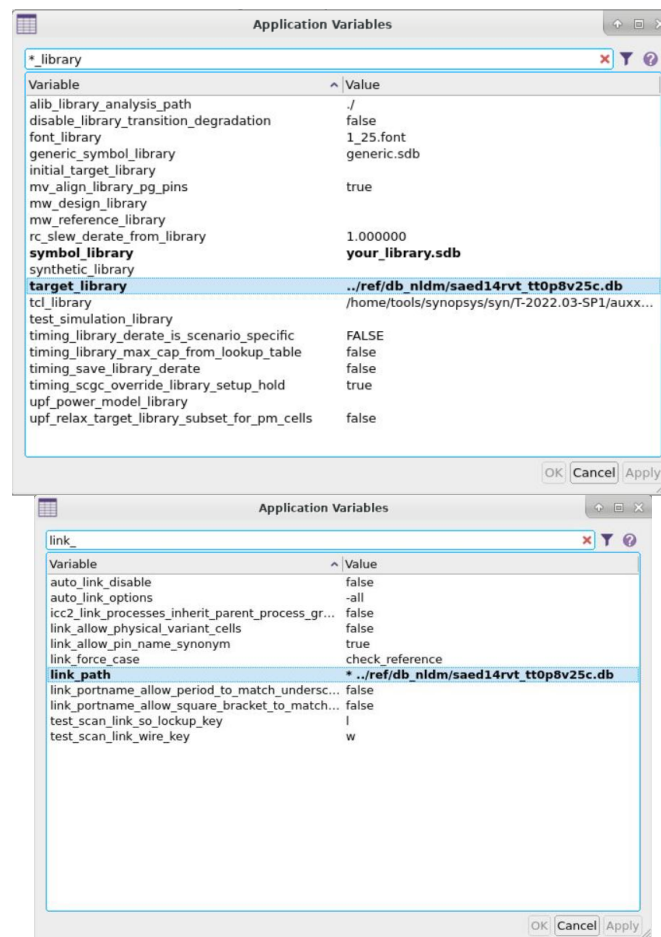 Application Variables
*_library
Variable Value
alib_library_analysis_path ./
disable_library_transition_degradation false
font_library 1_25.font
generic_symbol_library generic.sdb
initial_target_library
mv_align_library_pg_pins true
mw_design_library
mw_reference_library
rc_slew_derate_from_library 1.000000
symbol_library your_library.sdb
synthetic_library
target_library ../ref/db_nldm/saed14rvt_tt0p8v25c.db
tcl_library /home/tools/synopsys/syn/T-2022.03-SP1/auxx...
test_simulation_library
timing_library_derate_is_scenario_specific FALSE
timing_library_max_cap_from_lookup_table false
timing_save_library_derate false
timing_scgc_override_library_setup_hold true
upf_power_model_library
upf_relax_target_library_subset_for_pm_cells false
OK Cancel Apply
Application Variables
link_
Variable Value
auto_link_disable false
auto_link_options -all
icc2_link_processes_inherit_parent_process_gr... false
link_allow_physical_variant_cells false
link_allow_pin_name_synonym true
link_force_case check_reference
link_path * ../ref/db_nldm/saed14rvt_tt0p8v25c.db
link_portname_allow_period_to_match_undersc... false
link_portname_allow_square_bracket_to_match... false
test_scan_link_so_lockup_key l
test_scan_link_wire_key w
OK Cancel Apply